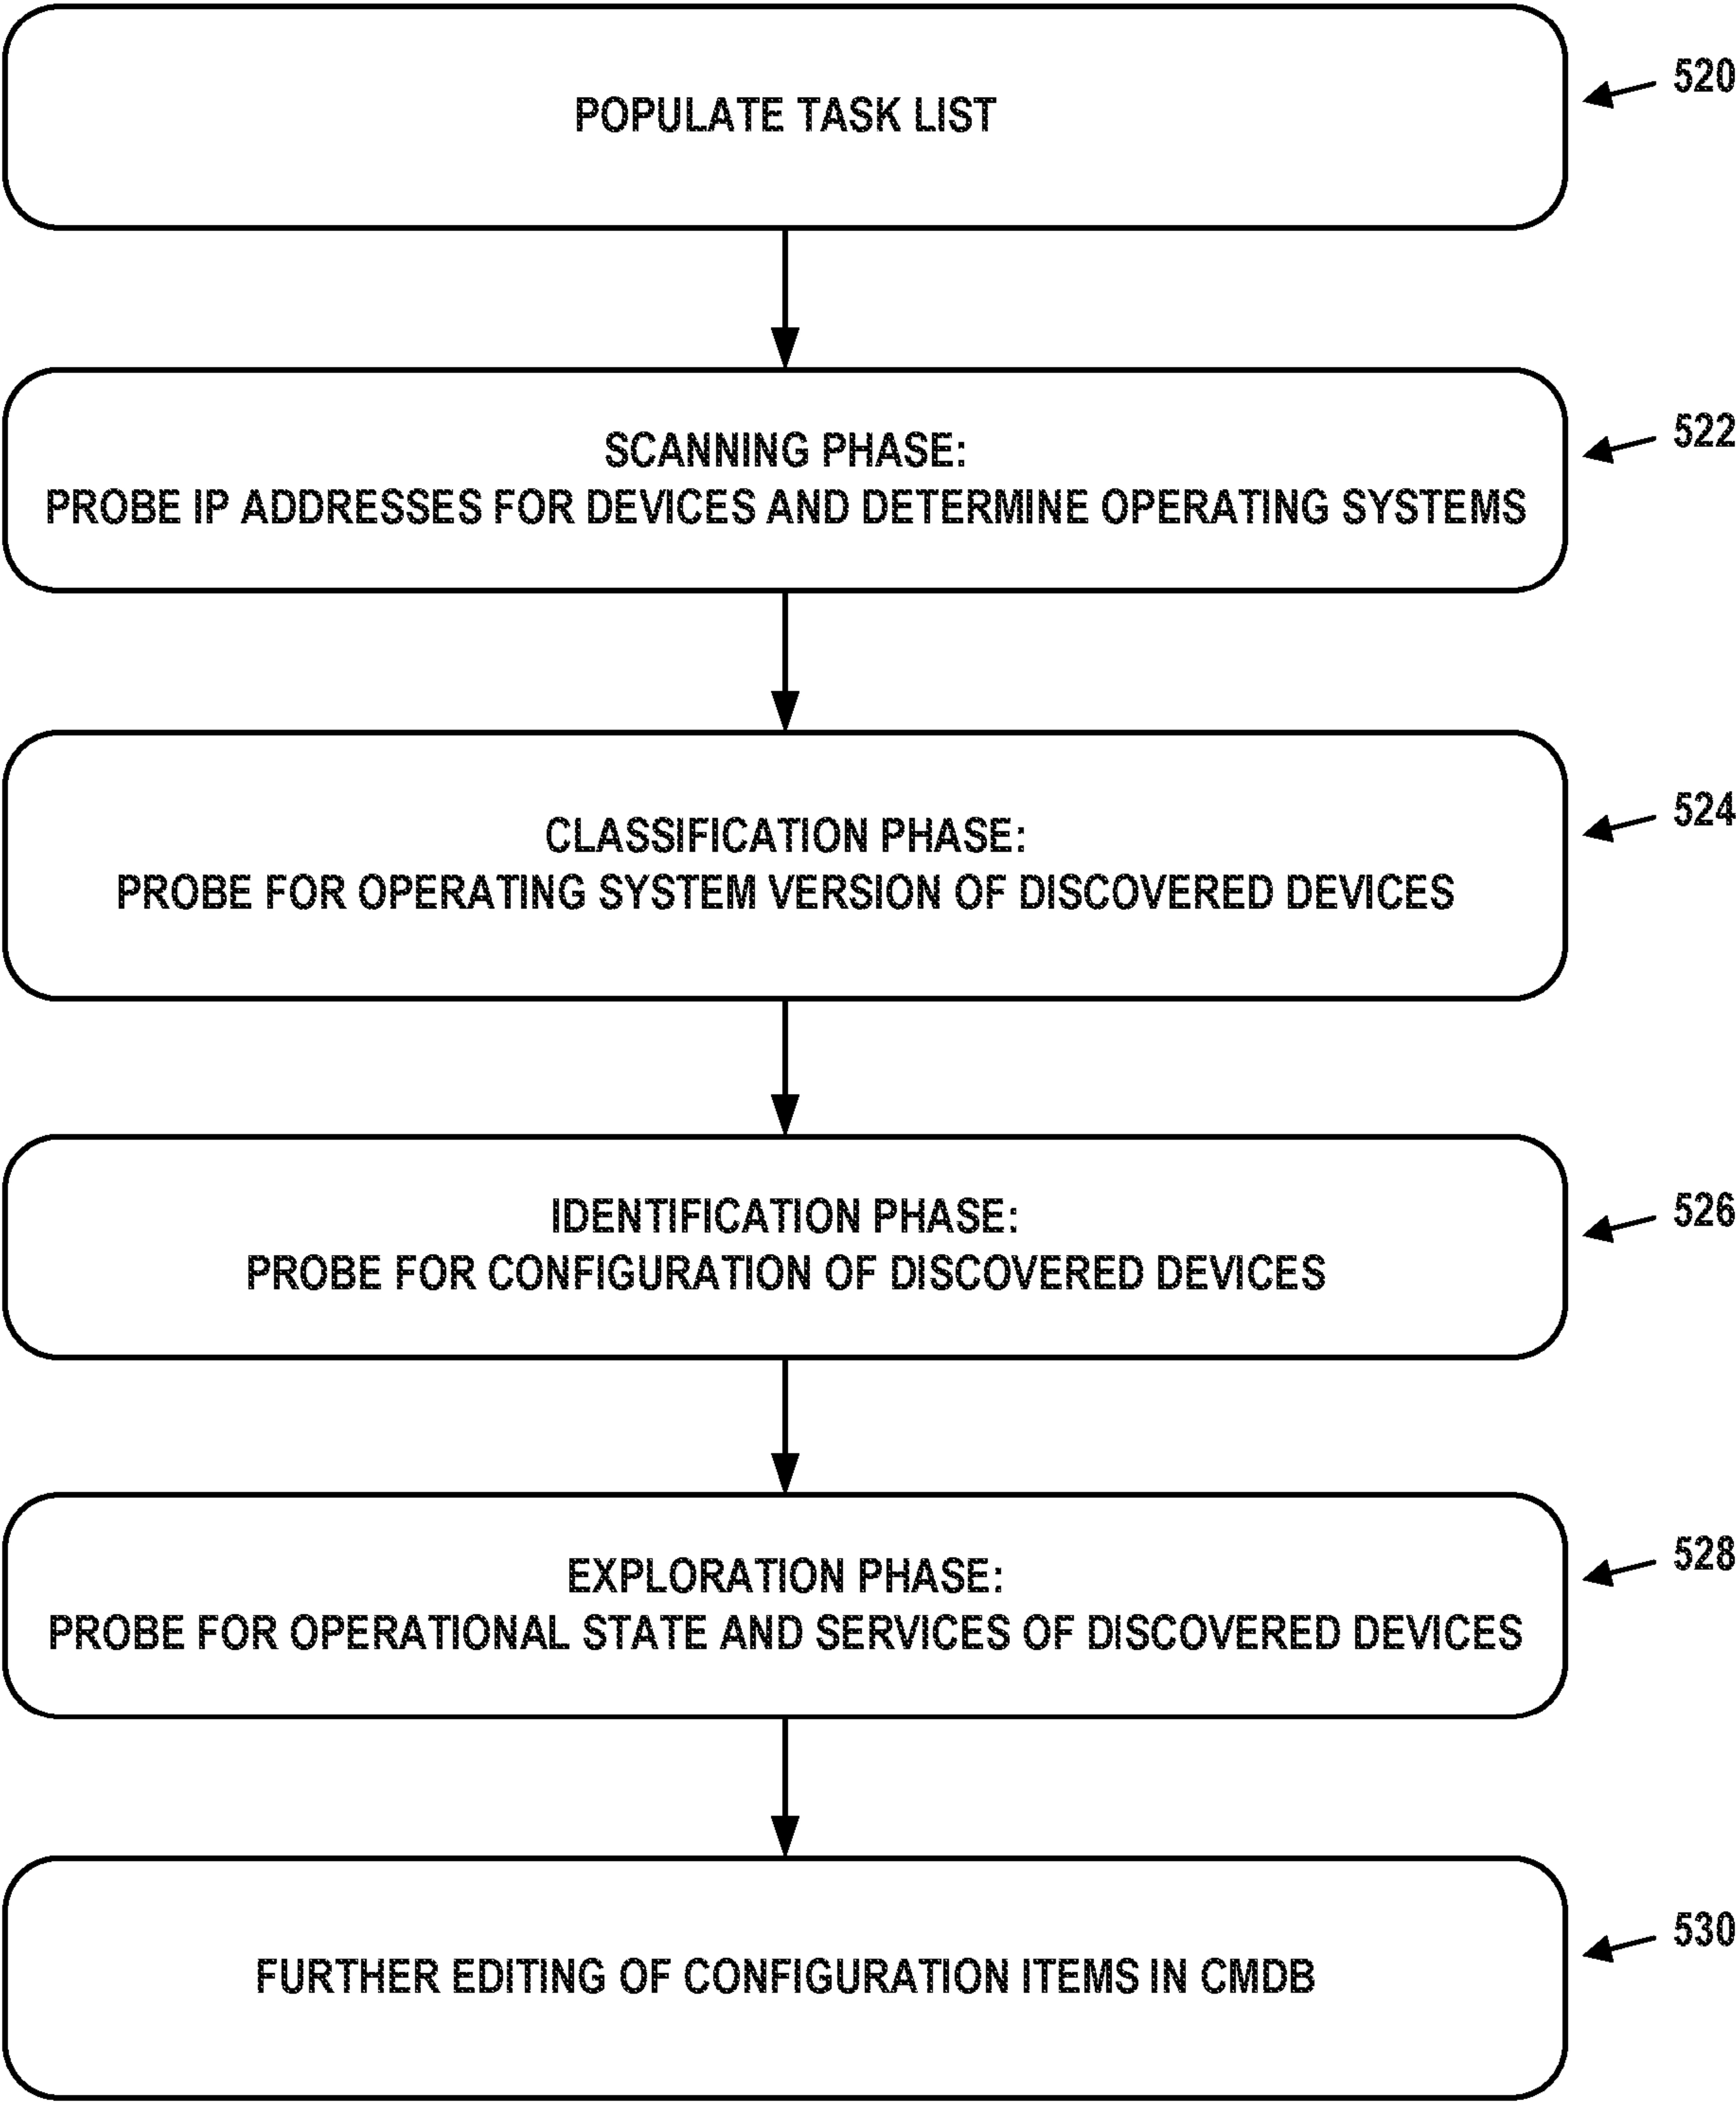 POPULATE TASK LIST
520
SCANNING PHASE:
PROBE IP ADDRESSES FOR DEVICES AND DETERMINE OPERATING SYSTEMS
522
CLASSIFICATION PHASE:
PROBE FOR OPERATING SYSTEM VERSION OF DISCOVERED DEVICES
524
IDENTIFICATION PHASE:
PROBE FOR CONFIGURATION OF DISCOVERED DEVICES
526
EXPLORATION PHASE:
PROBE FOR OPERATIONAL STATE AND SERVICES OF DISCOVERED DEVICES
528
FURTHER EDITING OF CONFIGURATION ITEMS IN CMDB
530